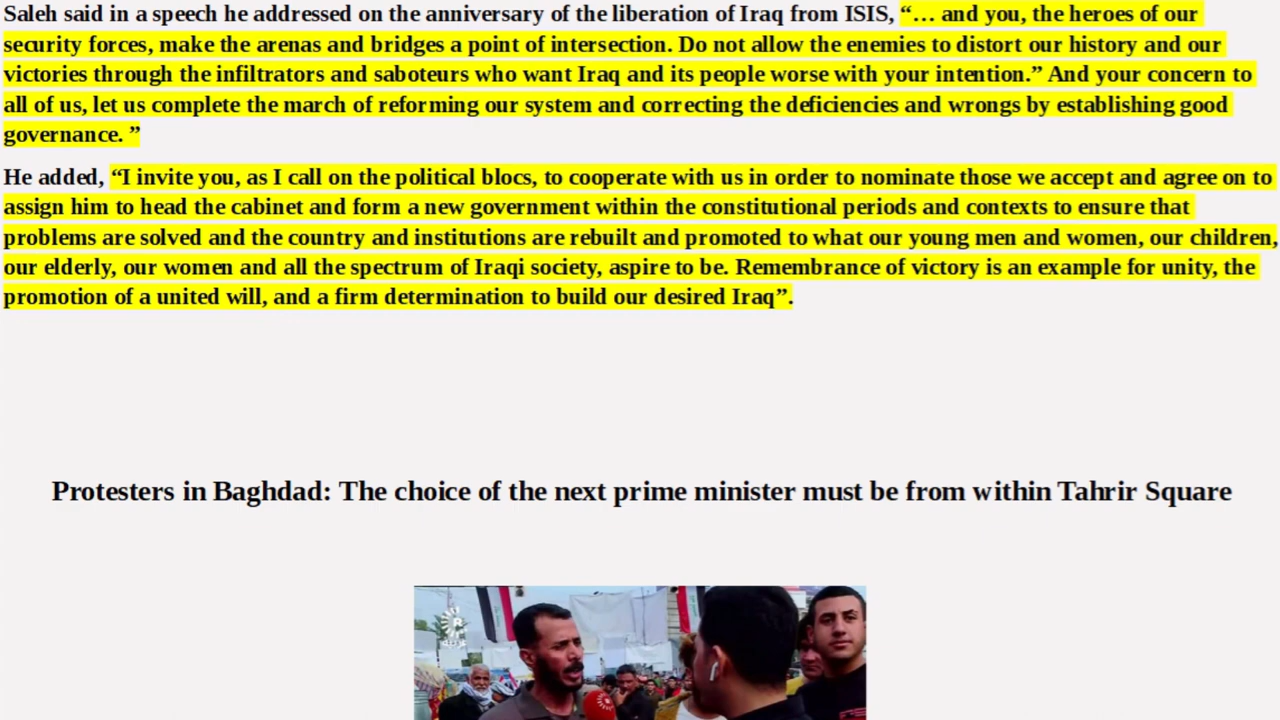 Saleh said in a speech he addressed on the anniversary of the liberation of Iraq from ISIS, “… and you, the heroes of our
security forces, make the arenas and bridges a point of intersection. Do not allow the enemies to distort our history and our
victories through the infiltrators and saboteurs who want Iraq and its people worse with your intention.” And your concern to
all of us, let us complete the march of reforming our system and correcting the deficiencies and wrongs by establishing good
governance. ”
He added, “I invite you, as I call on the political blocs, to cooperate with us in order to nominate those we accept and agree on to
assign him to head the cabinet and form a new government within the constitutional periods and contexts to ensure that
problems are solved and the country and institutions are rebuilt and promoted to what our young men and women, our children,
our elderly, our women and all the spectrum of Iraqi society, aspire to be. Remembrance of victory is an example for unity, the
promotion of a united will, and a firm determination to build our desired Iraq”.
Protesters in Baghdad: The choice of the next prime minister must be from within Tahrir Square
R